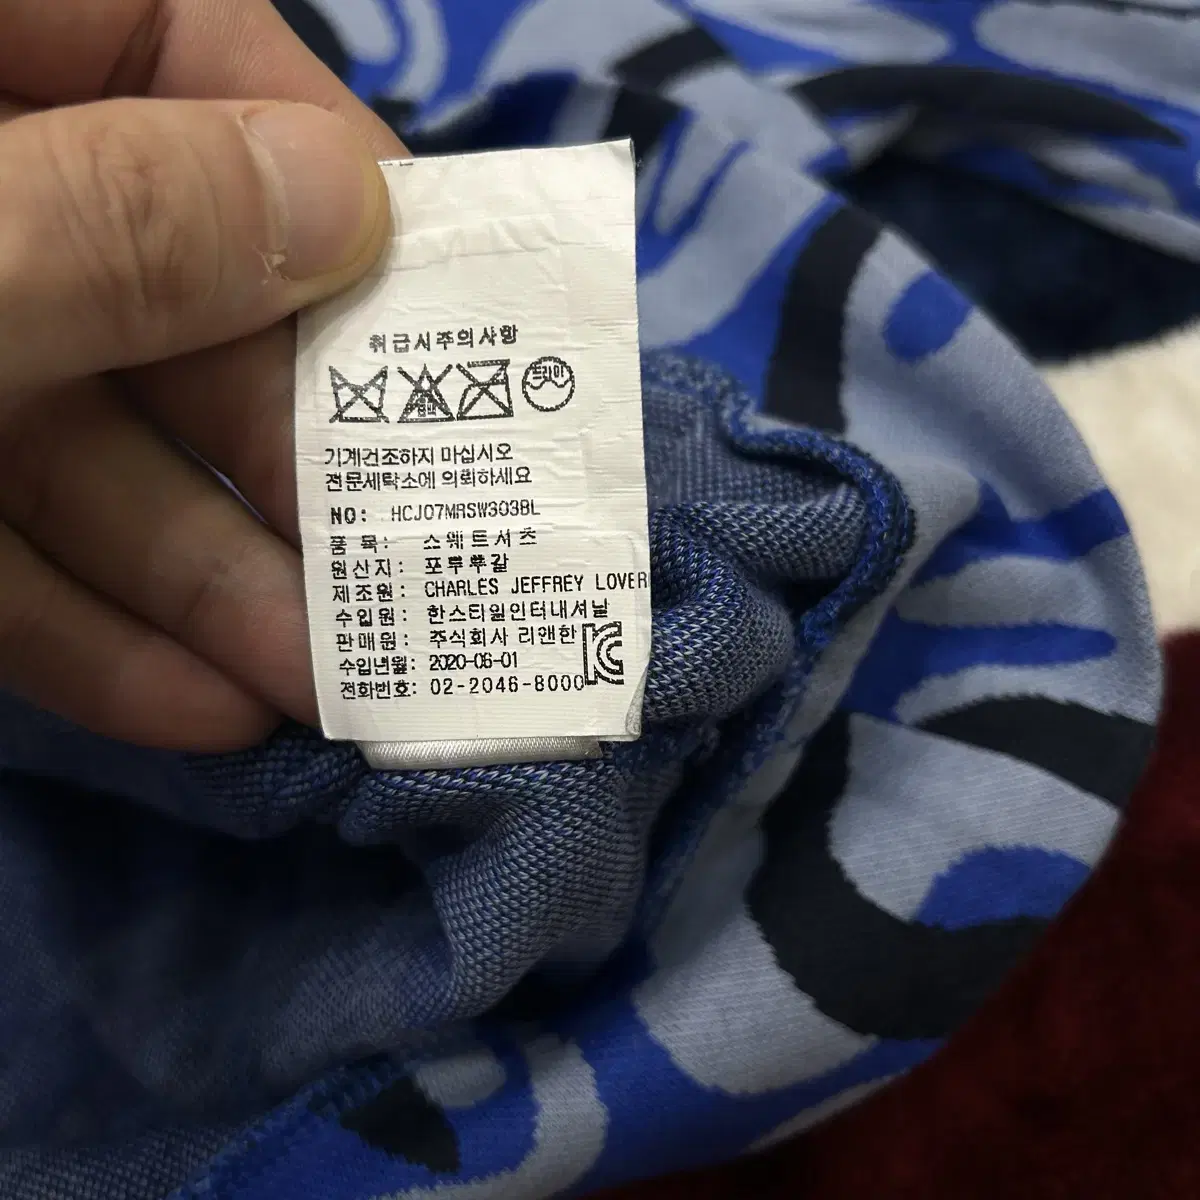 취급시주의사항
드라이
기계건조하지 마십시오
전문세탁소에 의뢰하세요
NO: HCJ07MRSW303BL
품 목: 스웨트셔츠
원산지: 포루투갈
제조원: CHARLES JEFFREY LOVER
수입원: 한스타일인터내셔날
판매원: 주식회사 리앤한
수입년월: 2020-06-01
전화번호: 02-2046-8000